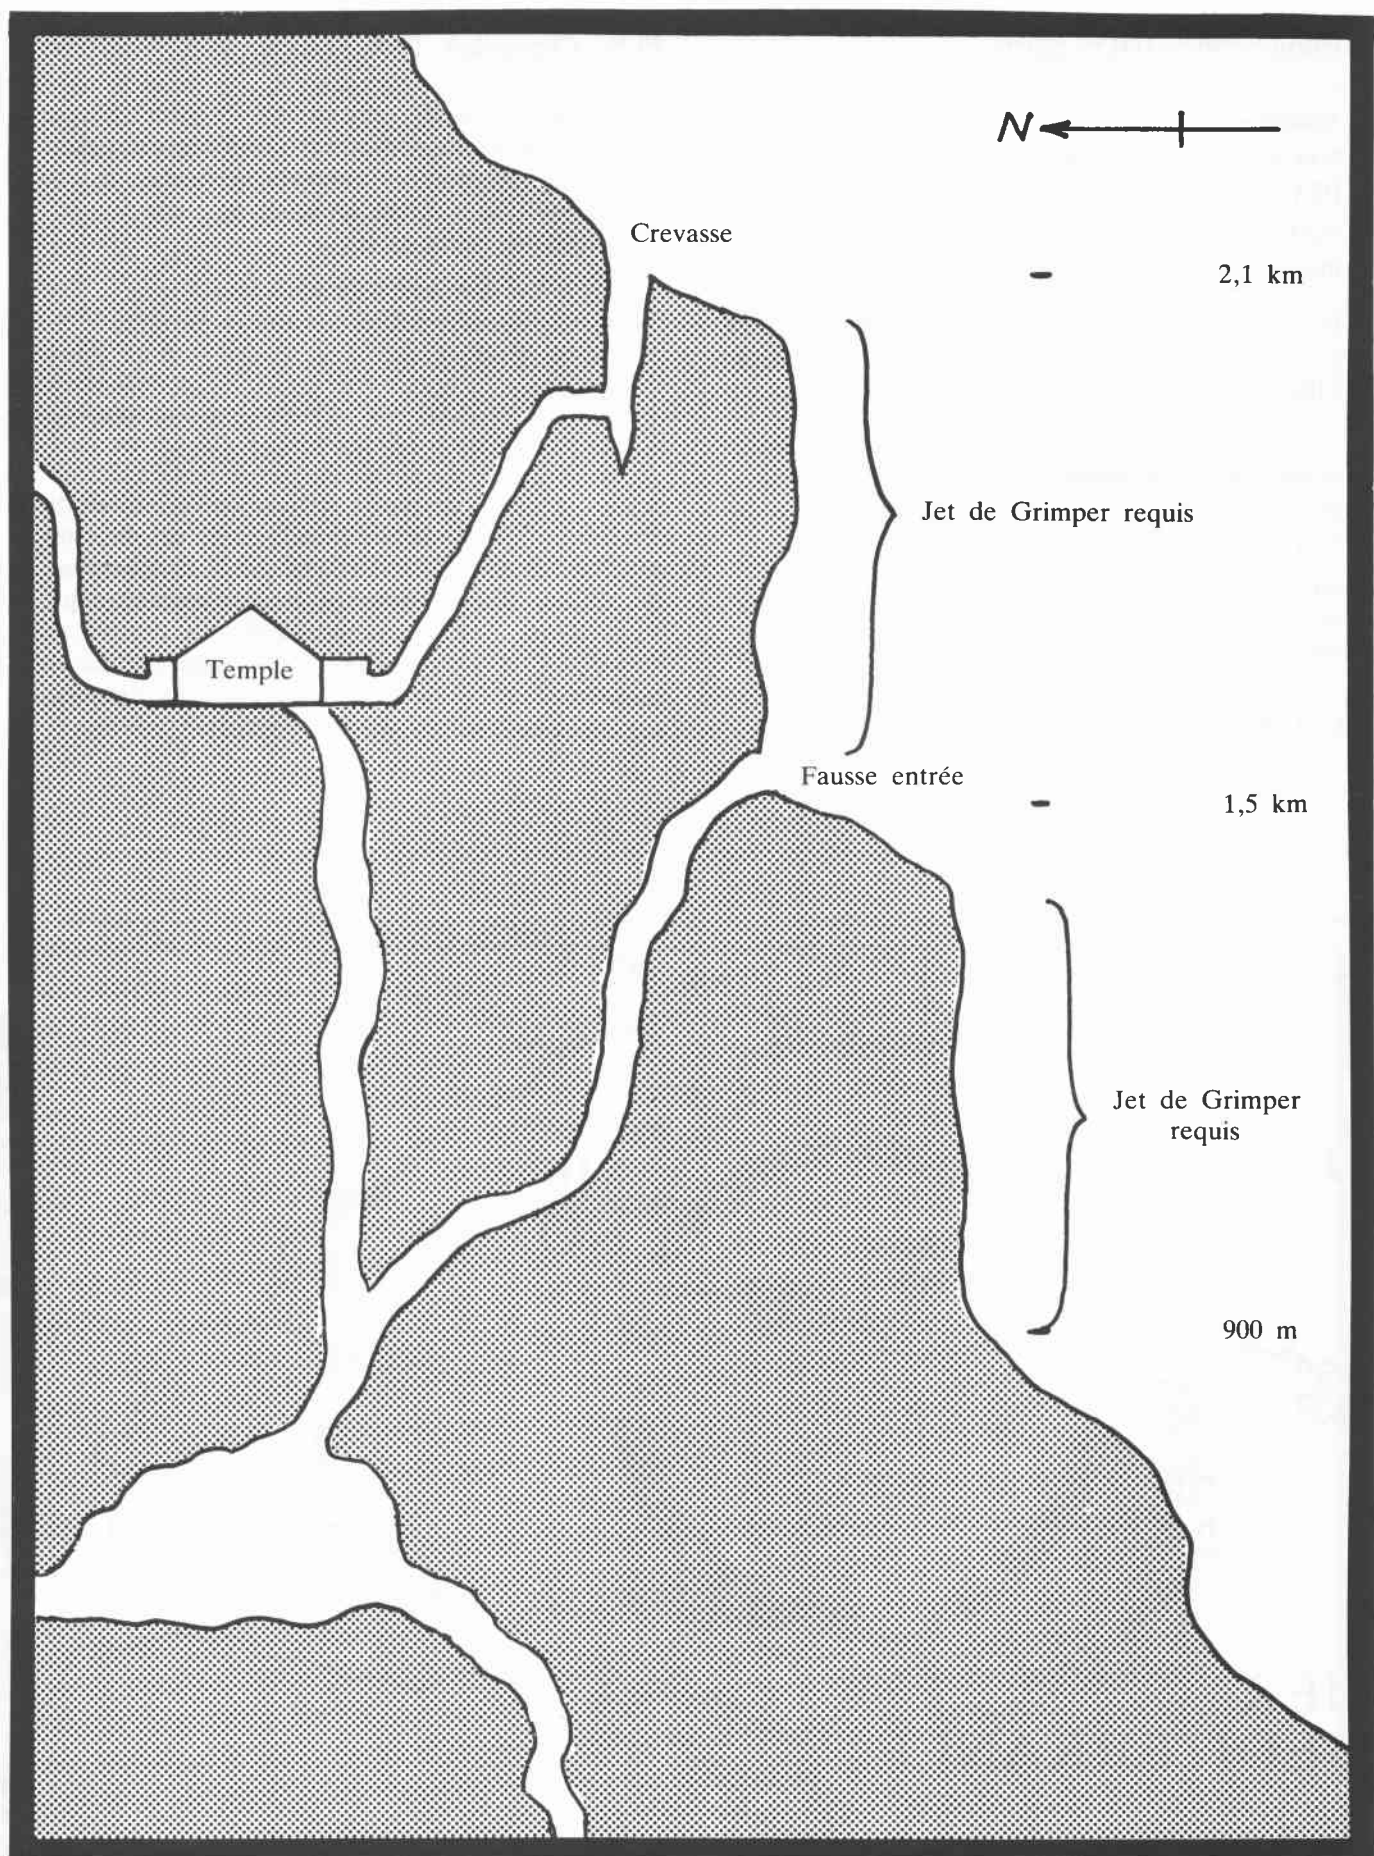 N
Crevasse
2,1 km
Jet de Grimper requis
Temple
Fausse entrée
1,5 km
Jet de Grimper
requis
900 m